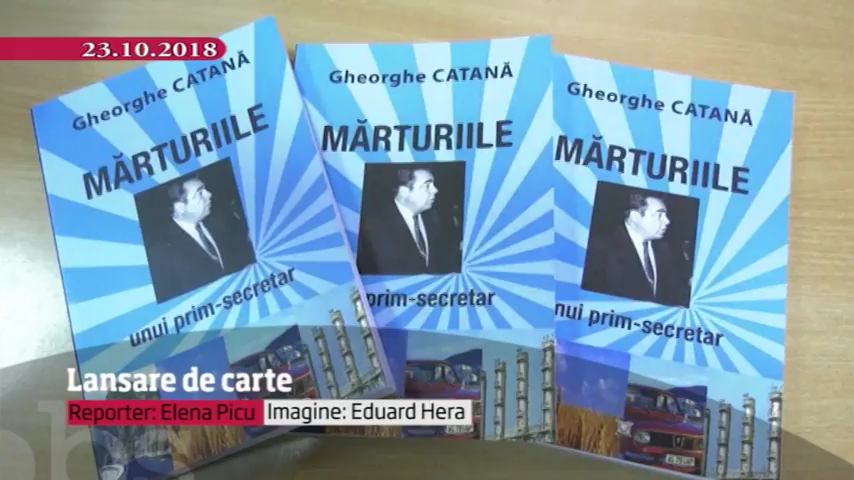 23.10.2018
Gheorghe CATANĂ
MĂRTURIILE
unui prim-secretar
Gheorghe CATANĂ
MĂRTURIILE
prim-secretar
Gheorghe CATANĂ
MĂRTURIILE
nui prim-secretar
Lansare de carte
Reporter: Elena Picu Imagine: Eduard Hera